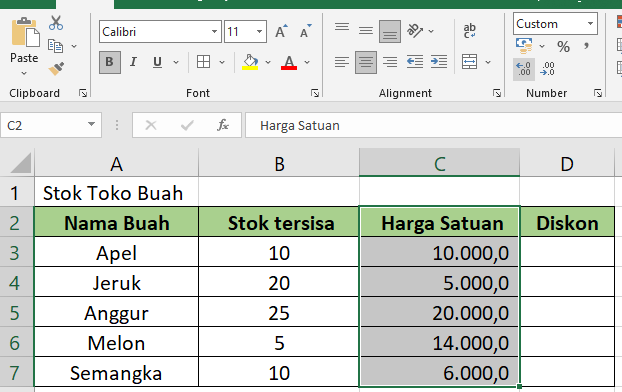 Calibri 11 A A ab Custom
Paste B I U A % ,
Clipboard Font Alignment Number
C2 fx Harga Satuan
A B C D
1 Stok Toko Buah
2 Nama Buah Stok tersisa Harga Satuan Diskon
3 Apel 10 10.000,0
4 Jeruk 20 5.000,0
5 Anggur 25 20.000,0
6 Melon 5 14.000,0
7 Semangka 10 6.000,0